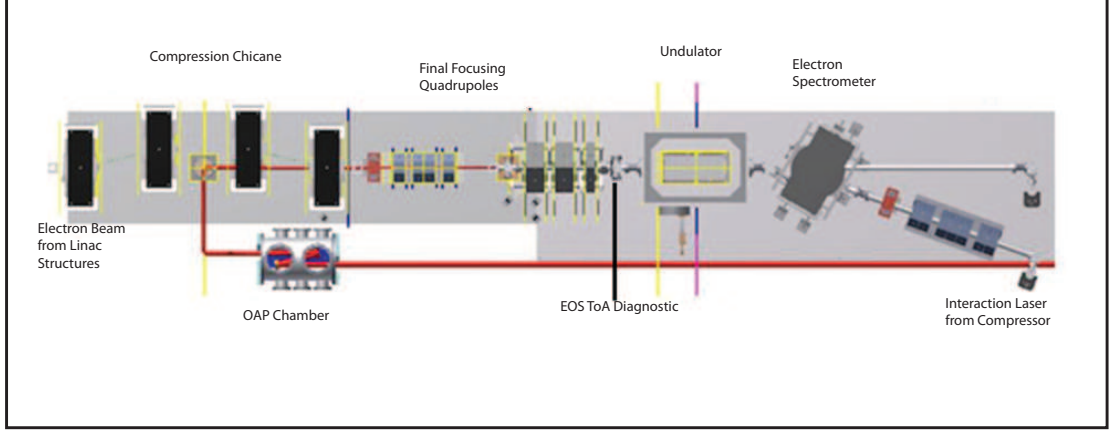 Compression Chicane
Final Focusing
Quadrupoles
Undulator
Electron
Spectrometer
Electron Beam
from Linac
Structures
OAP Chamber
EOS ToA Diagnostic
Interaction Laser
from Compressor